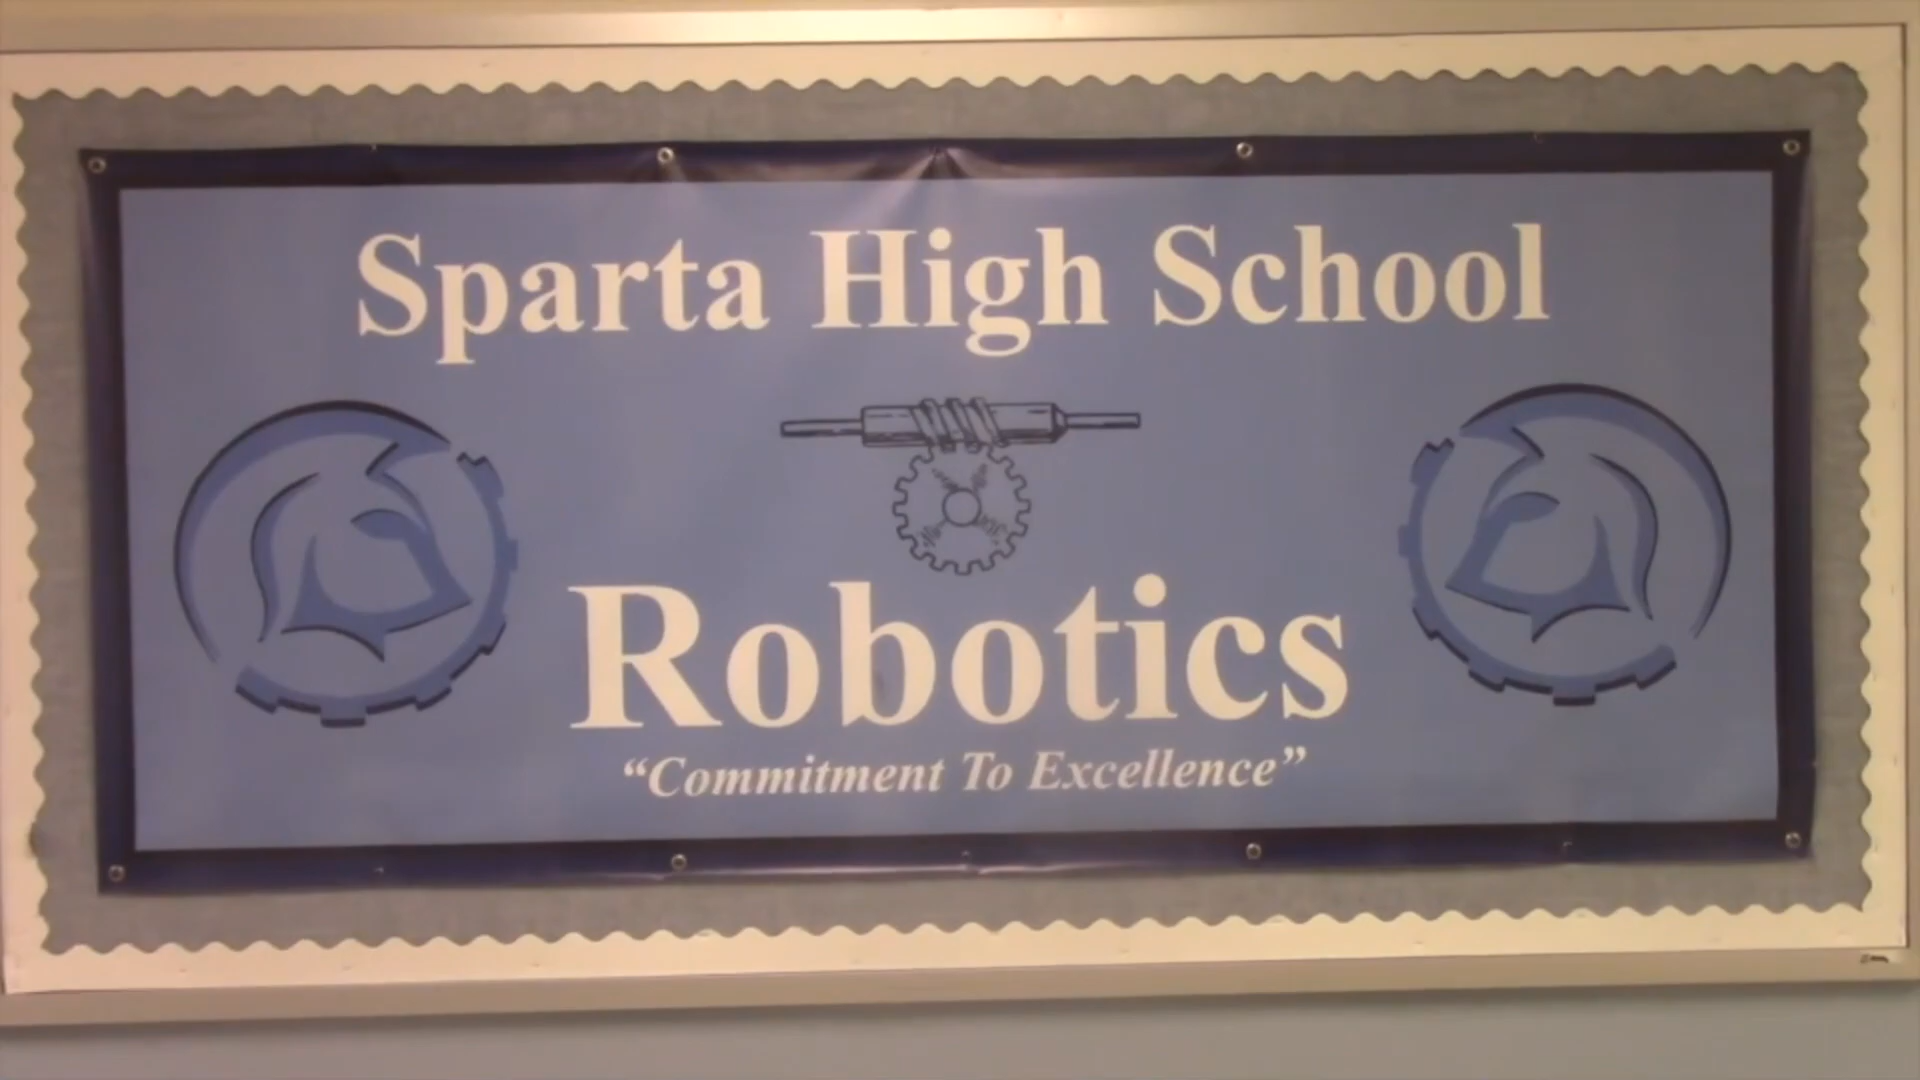 Sparta High School
Robotics
“Commitment To Excellence”